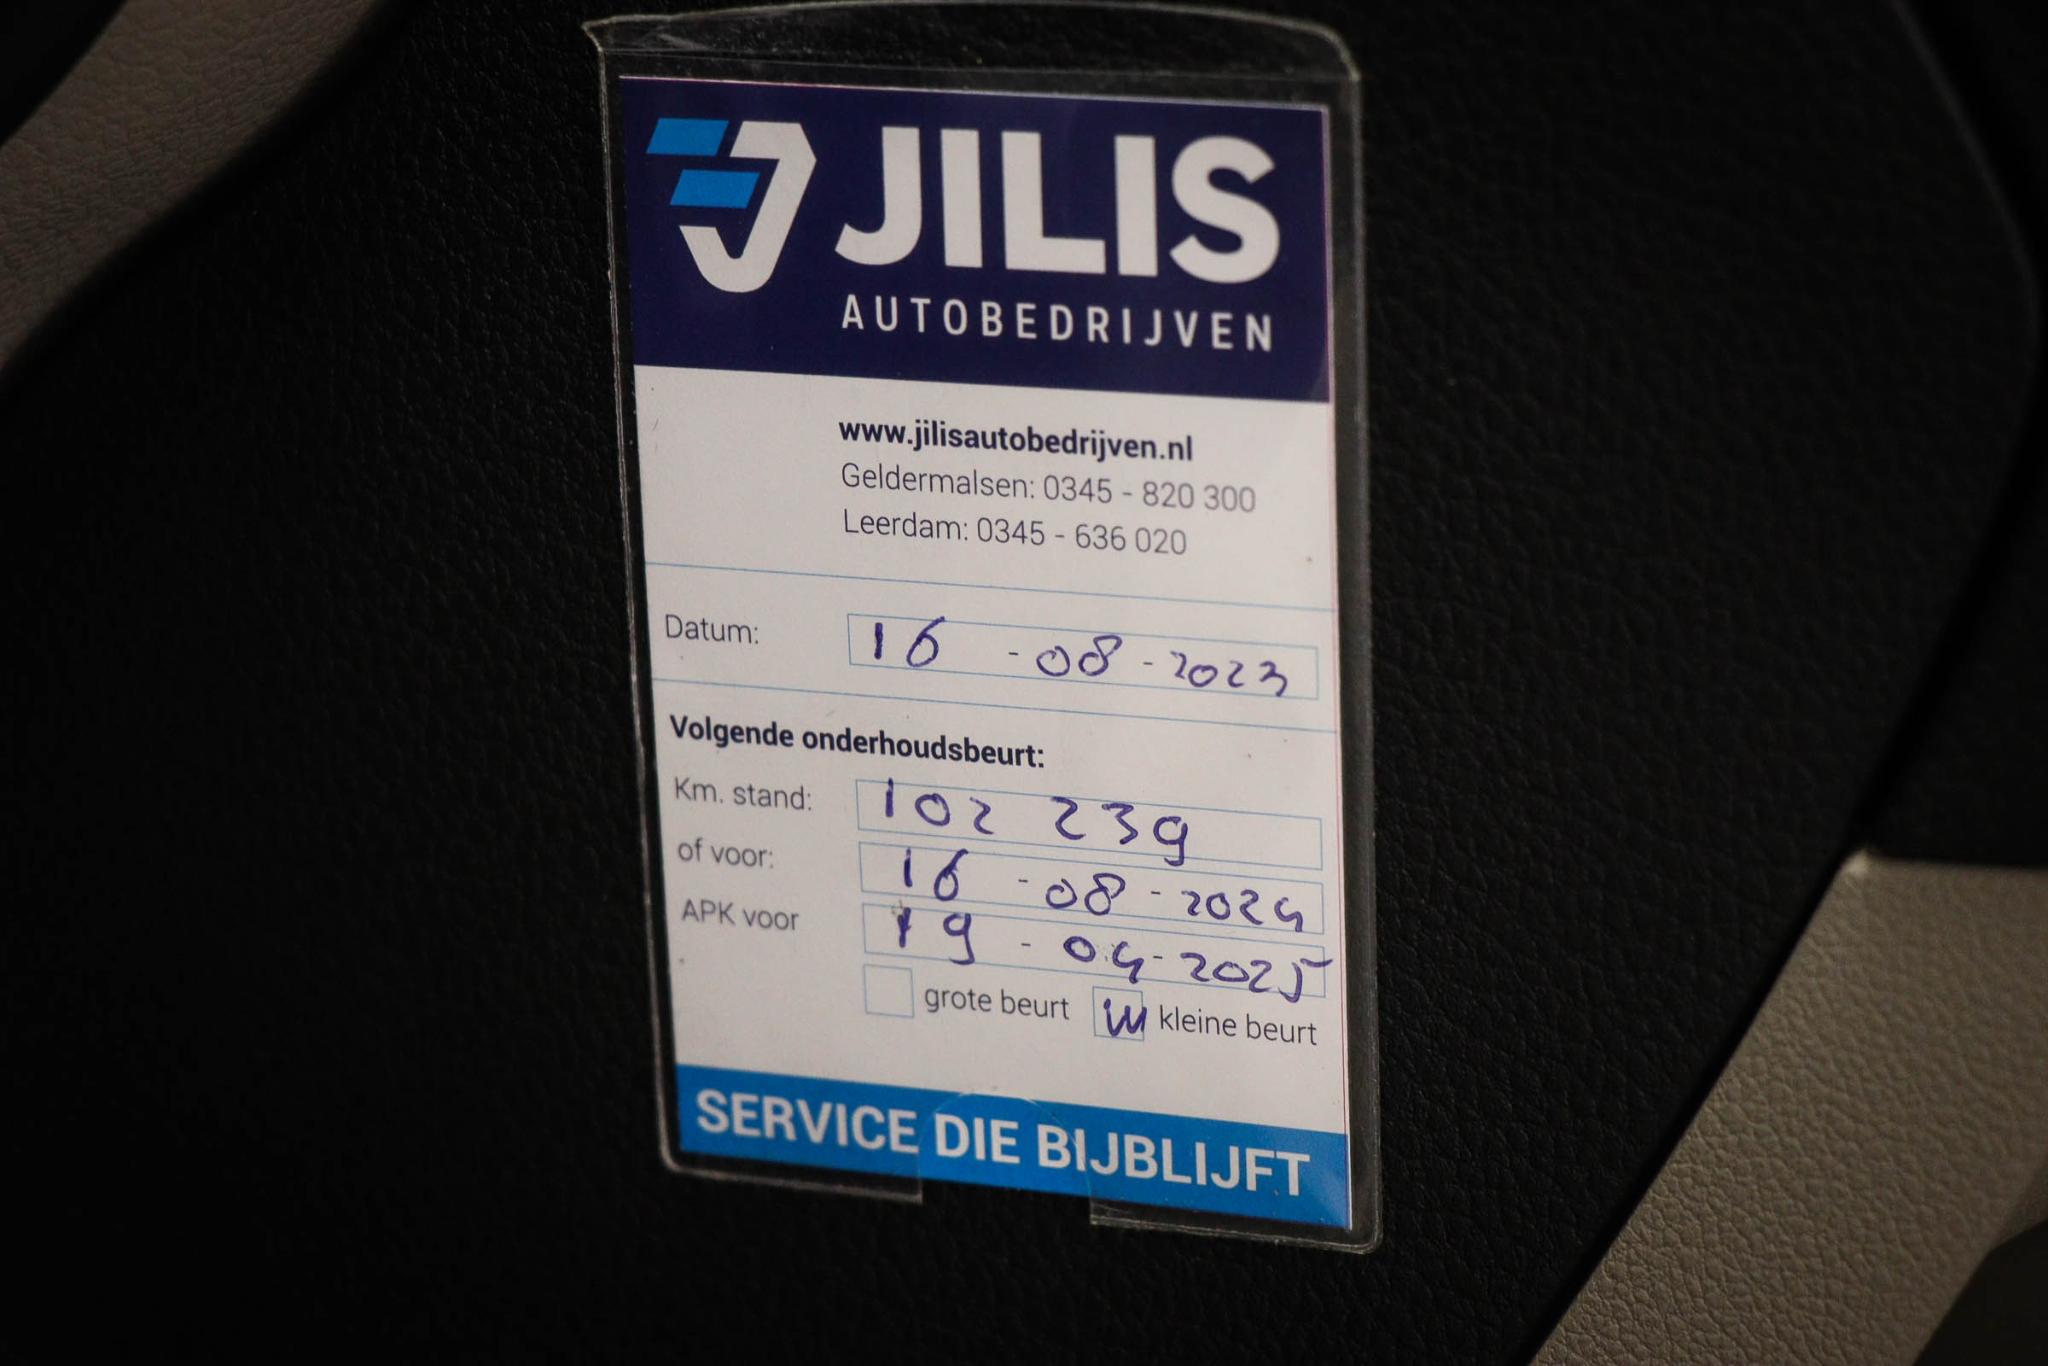 JILIS
AUTOBEDRIJVEN
www.jilisautobedrijven.nl
Geldermalsen: 0345 - 820 300
Leerdam: 0345 - 636 020
Datum: 16 - 08 - 2023
Volgende onderhoudsbeurt:
Km. stand: 102 239
of voor: 16 - 08 - 2024
APK voor 19 - 04 - 2025
grote beurt kleine beurt
SERVICE DIE BIJBLIJFT